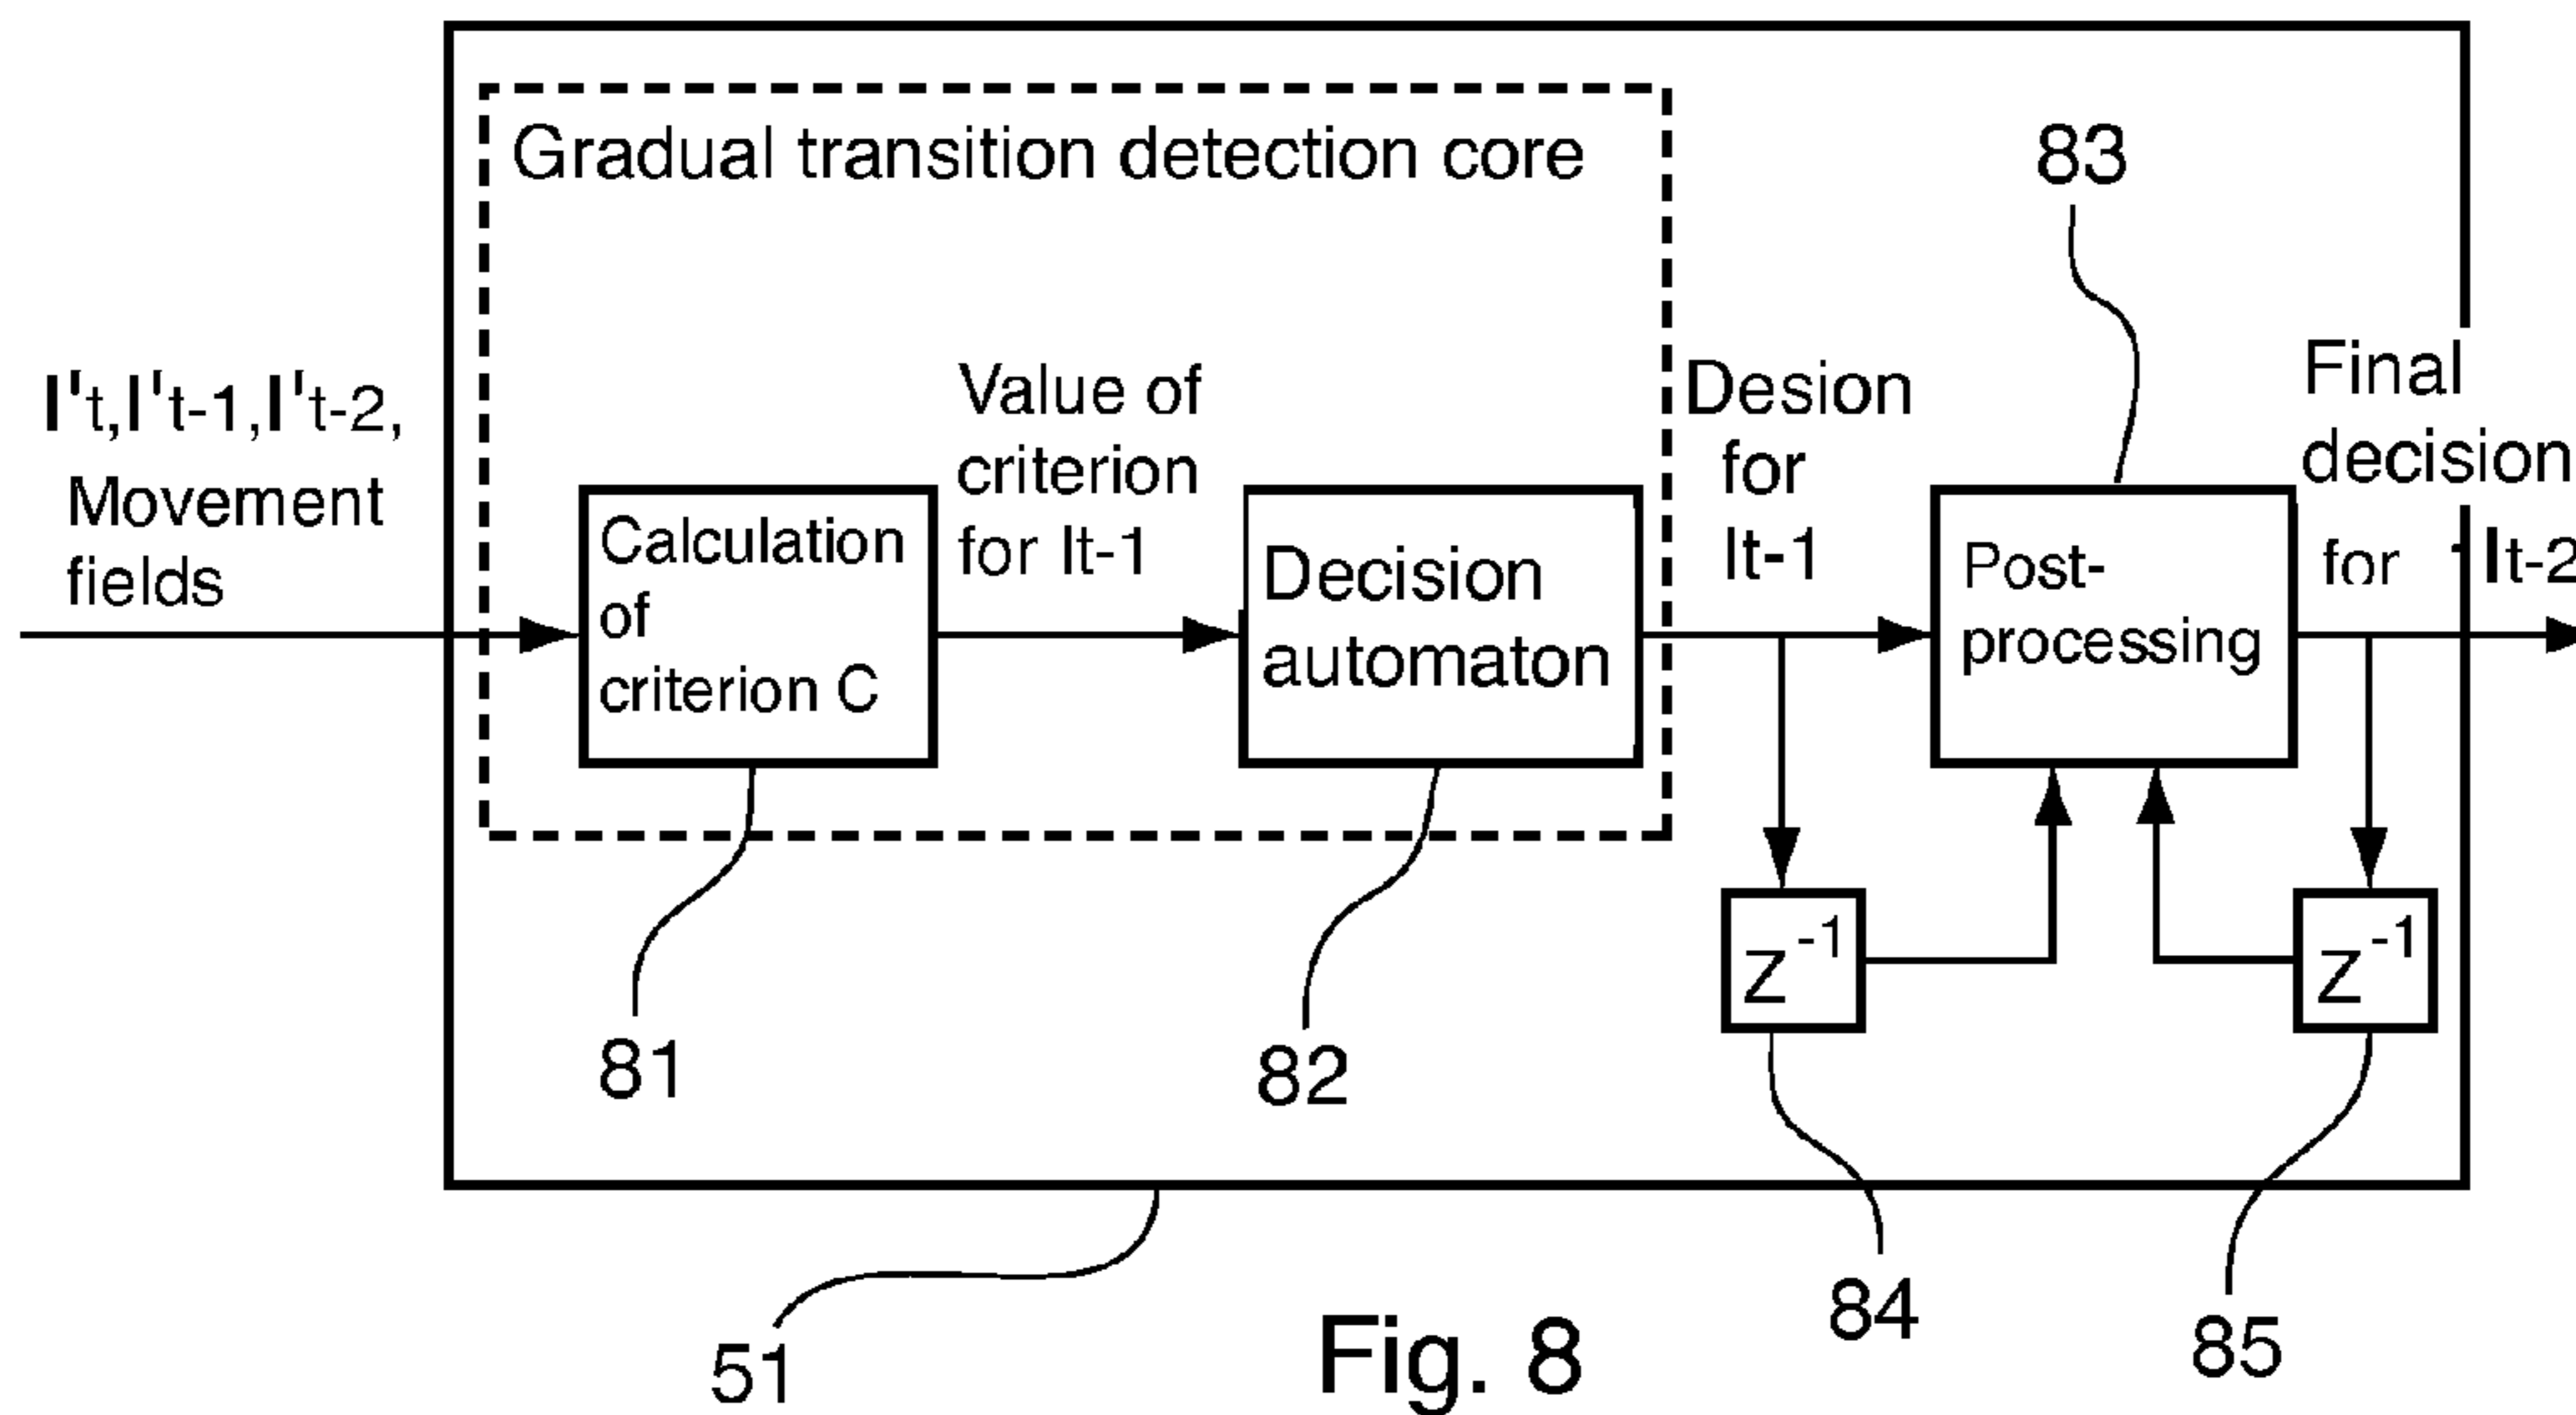 Gradual transition detection core
83
I't,I't-1,I't-2,
Movement
fields
Value of
criterion
for It-1
Desion
for
It-1
Final
decision
for It-2
Calculation
of
criterion C
Decision
automaton
Post-
processing
Z-1
Z-1
81
82
84
85
51
Fig. 8